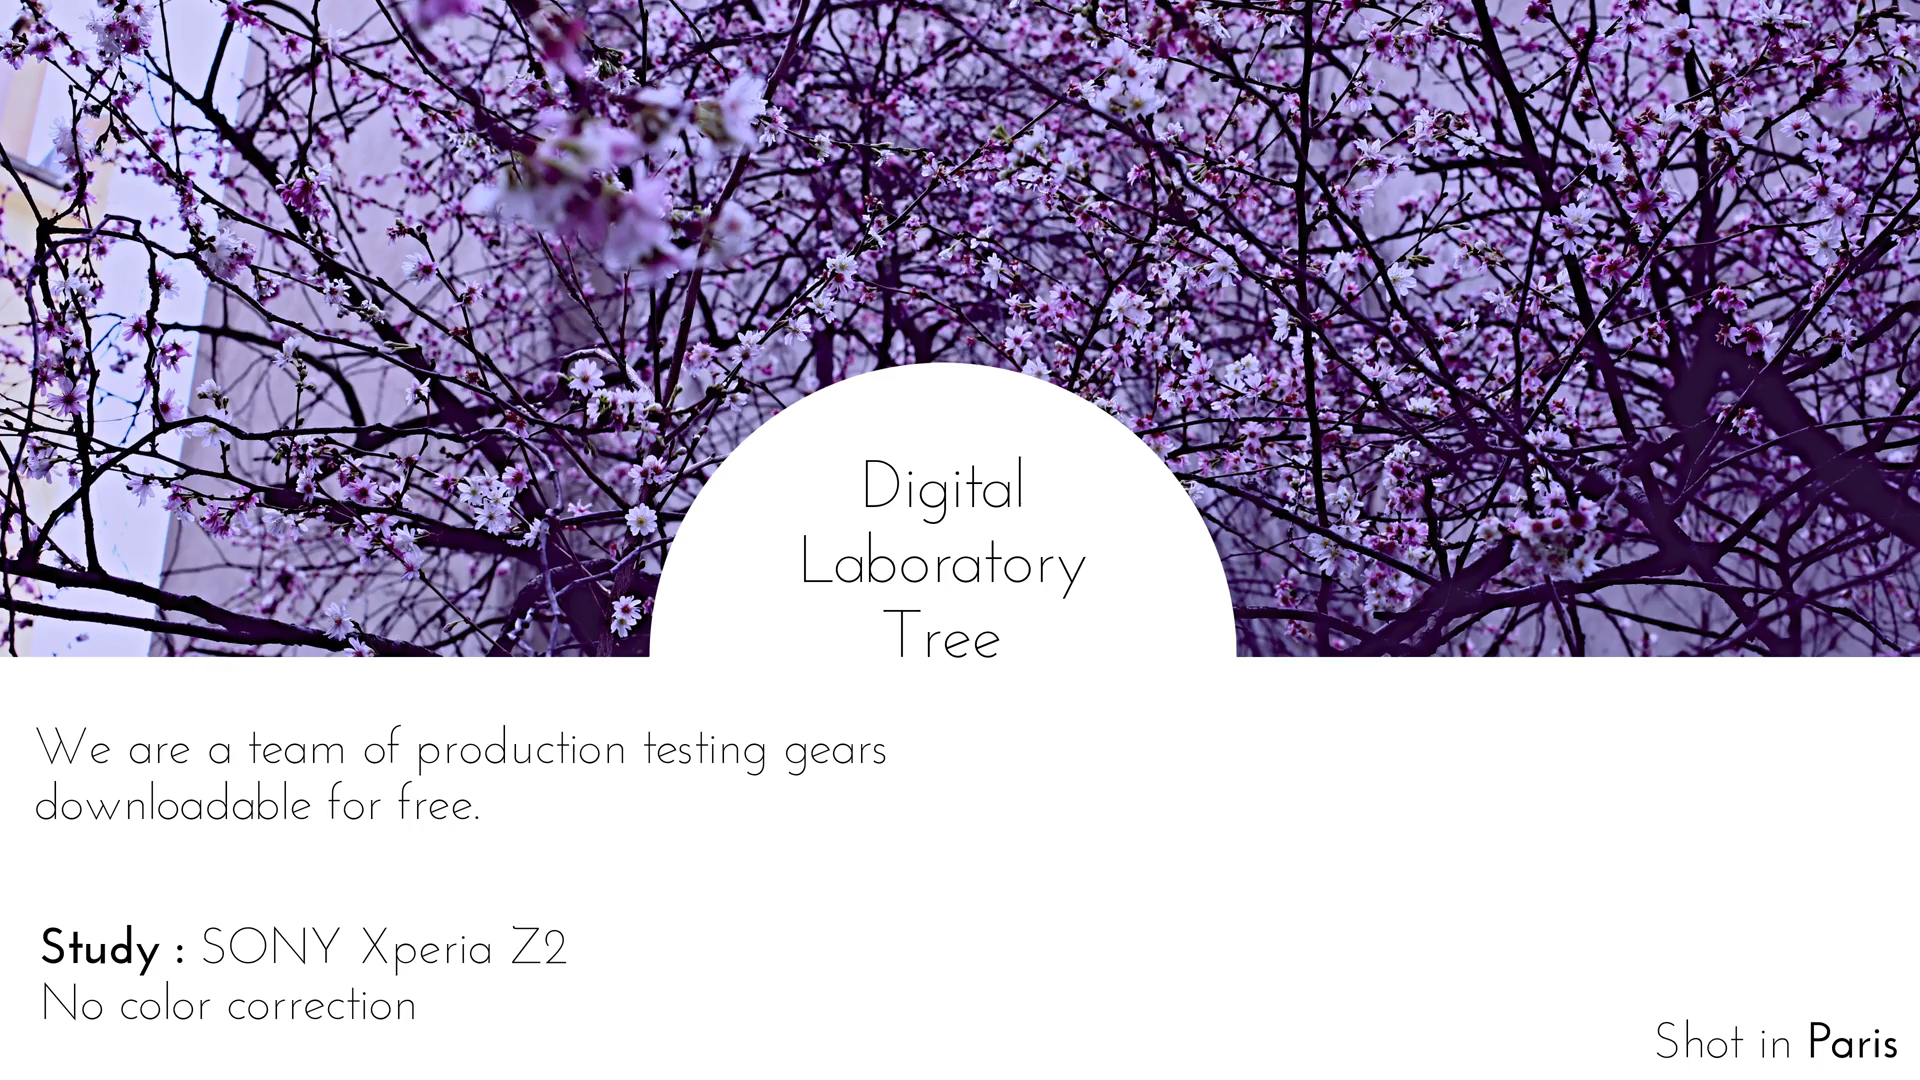 Digital
Laboratory
Tree
We are a team of production testing gears
downloadable for free.
Study : SONY Xperia Z2
No color correction
Shot in Paris